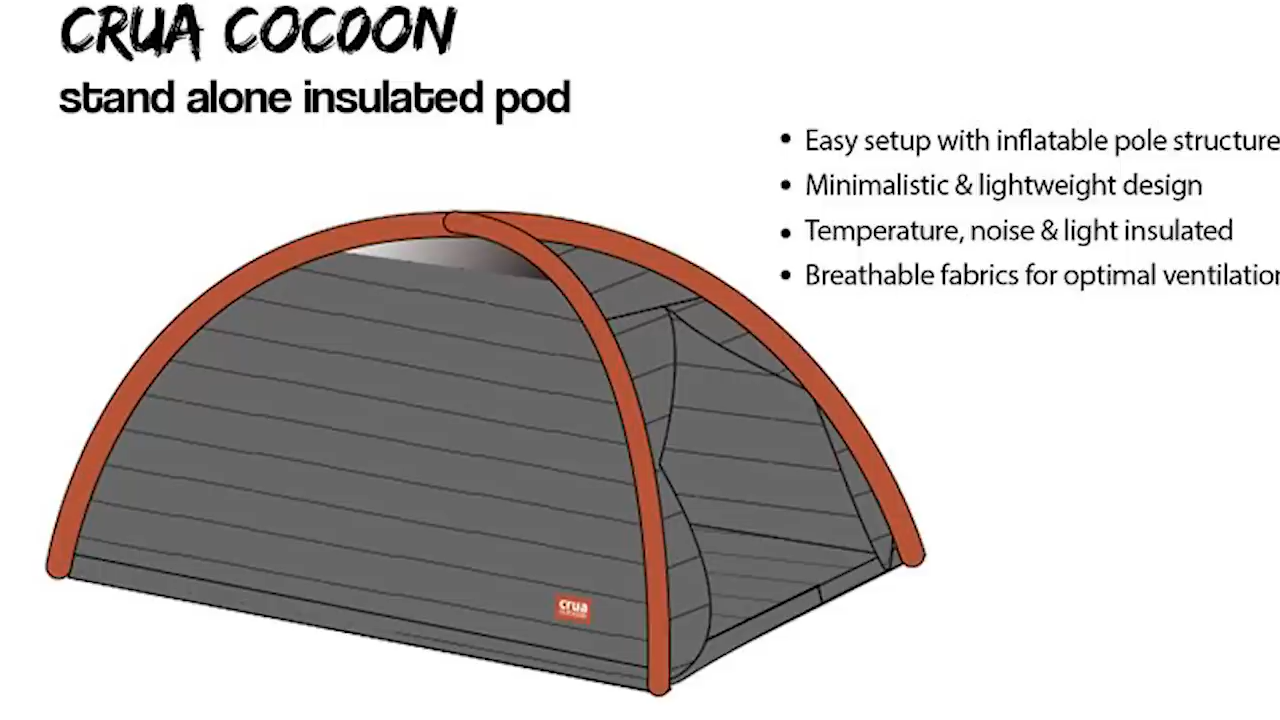 CRUA COCOON
stand alone insulated pod
• Easy setup with inflatable pole structure
• Minimalistic & lightweight design
• Temperature, noise & light insulated
• Breathable fabrics for optimal ventilation
crua